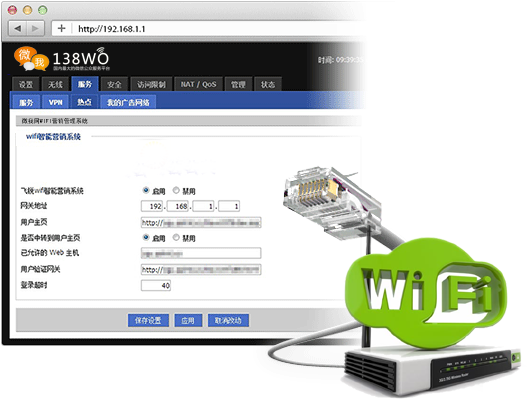 http://192.168.1.1
微我 138WO
国内最大的微信公众服务平台
时间: 09:39:
设置 无线 服务 安全 访问限制 NAT / QoS 管理 状态
服务 VPN 热点 我的广告网络
微我网WIFI营销管理系统
wifi智能营销系统
飞跃wifi智能营销系统 启用 禁用
网关地址 192 . 168 . 1 . 1
用户主页 http://
是否中转到用户主页 启用 禁用
已允许的 Web 主机
用户验证网关 http://
登录超时 40
保存设置 应用 取消改动
WiFi